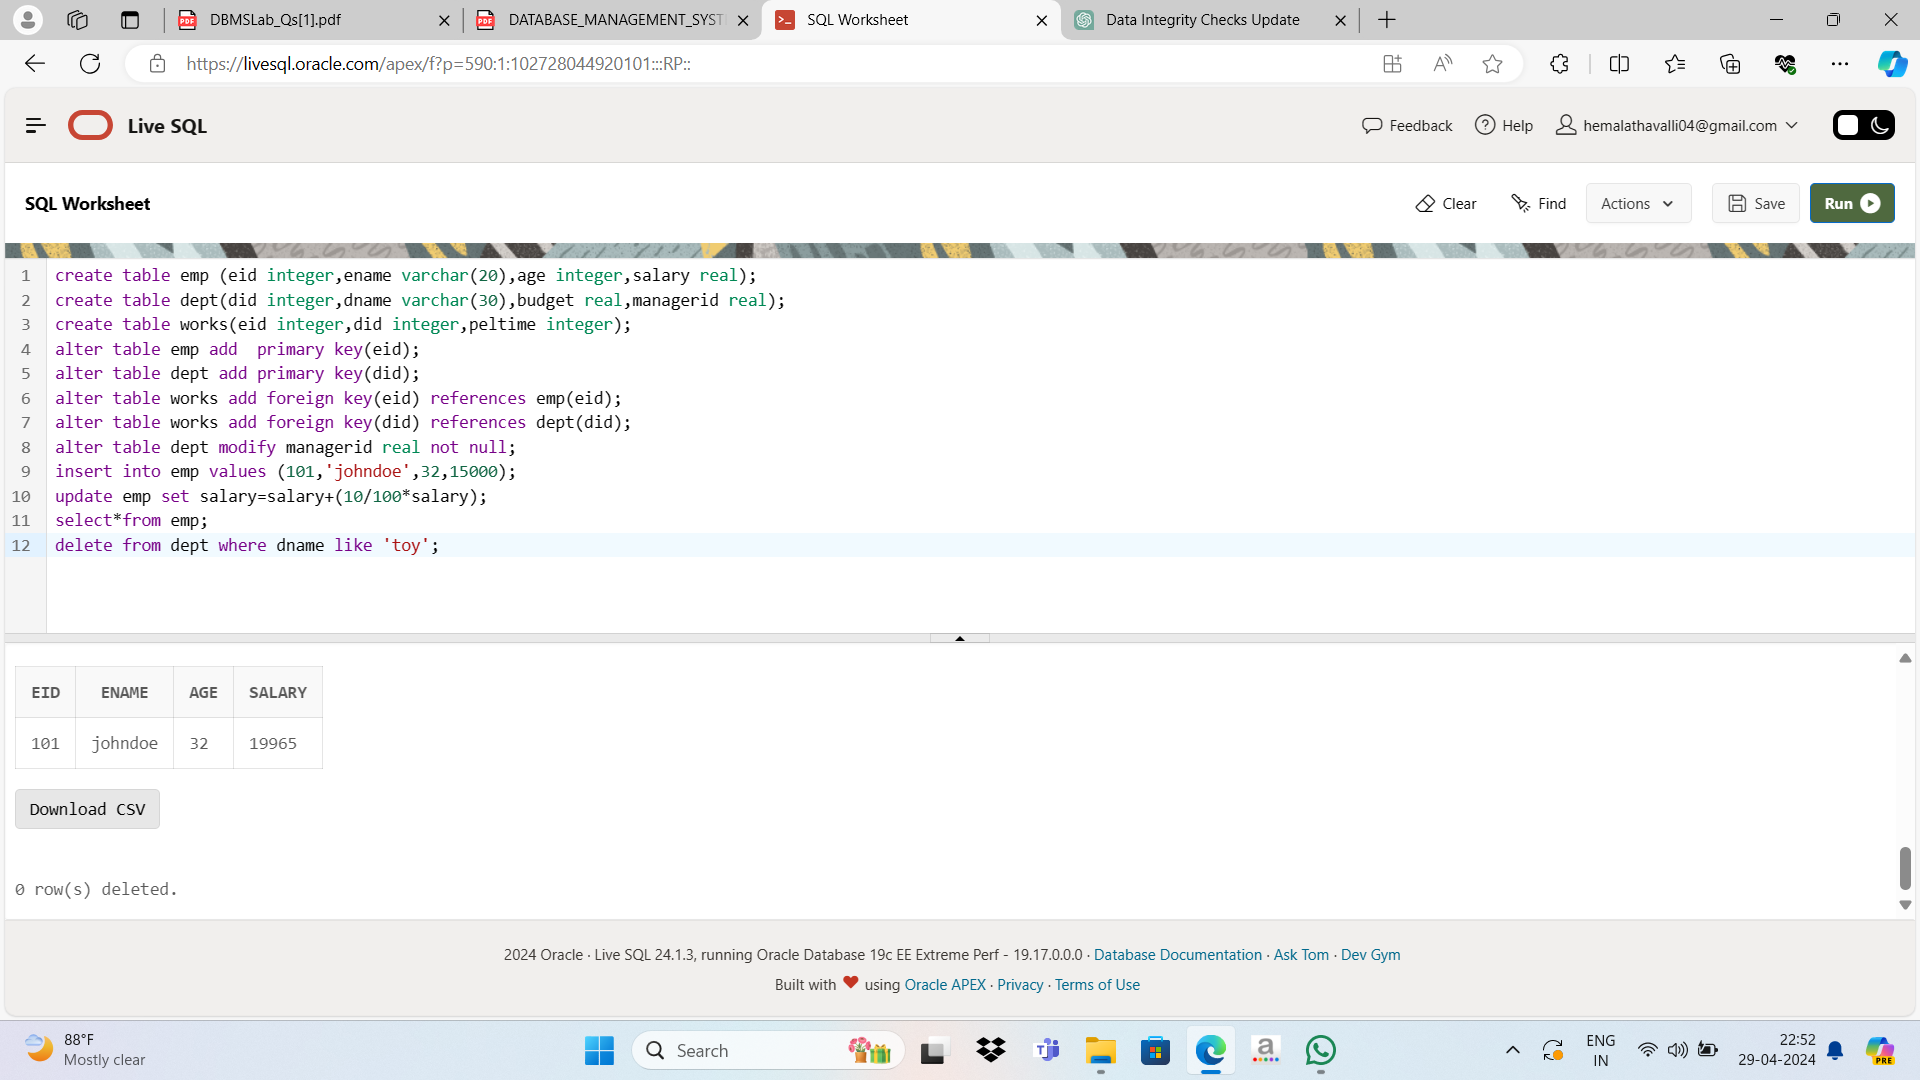 DBMSLab_Qs[1].pdf
DATABASE_MANAGEMENT_SYST
SQL Worksheet
Data Integrity Checks Update
https://livesql.oracle.com/apex/f?p=590:1:102728044920101:::RP::
Live SQL
Feedback
Help
hemalathavalli04@gmail.com
SQL Worksheet
Clear
Find
Actions
Save
Run
1 create table emp (eid integer,ename varchar(20),age integer,salary real);
2 create table dept(did integer,dname varchar(30),budget real,managerid real);
3 create table works(eid integer,did integer,peltime integer);
4 alter table emp add  primary key(eid);
5 alter table dept add primary key(did);
6 alter table works add foreign key(eid) references emp(eid);
7 alter table works add foreign key(did) references dept(did);
8 alter table dept modify managerid real not null;
9 insert into emp values (101,'johndoe',32,15000);
10 update emp set salary=salary+(10/100*salary);
11 select*from emp;
12 delete from dept where dname like 'toy';
EID ENAME AGE SALARY
101 johndoe 32 19965
Download CSV
0 row(s) deleted.
2024 Oracle · Live SQL 24.1.3, running Oracle Database 19c EE Extreme Perf - 19.17.0.0.0 · Database Documentation · Ask Tom · Dev Gym
Built with ❤ using Oracle APEX · Privacy · Terms of Use
88°F
Mostly clear
Search
ENG
IN
22:52
29-04-2024
PRE